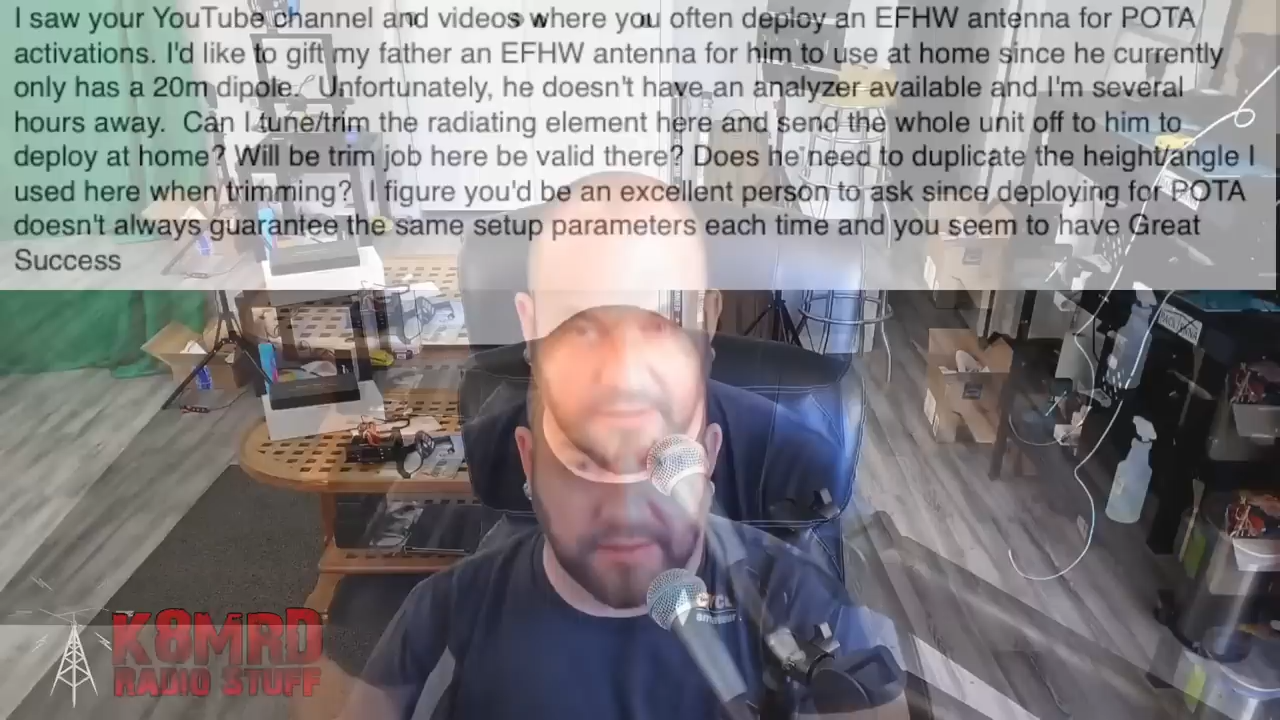 I saw your YouTube channel and videos where you often deploy an EFHW antenna for POTA
activations. I'd like to gift my father an EFHW antenna for him to use at home since he currently
only has a 20m dipole. Unfortunately, he doesn't have an analyzer available and I'm several
hours away. Can I tune/trim the radiating element here and send the whole unit off to him to
deploy at home? Will be trim job here be valid there? Does he need to duplicate the height/angle I
used here when trimming? I figure you'd be an excellent person to ask since deploying for POTA
doesn't always guarantee the same setup parameters each time and you seem to have Great
Success
K8MRD
RADIO STUFF